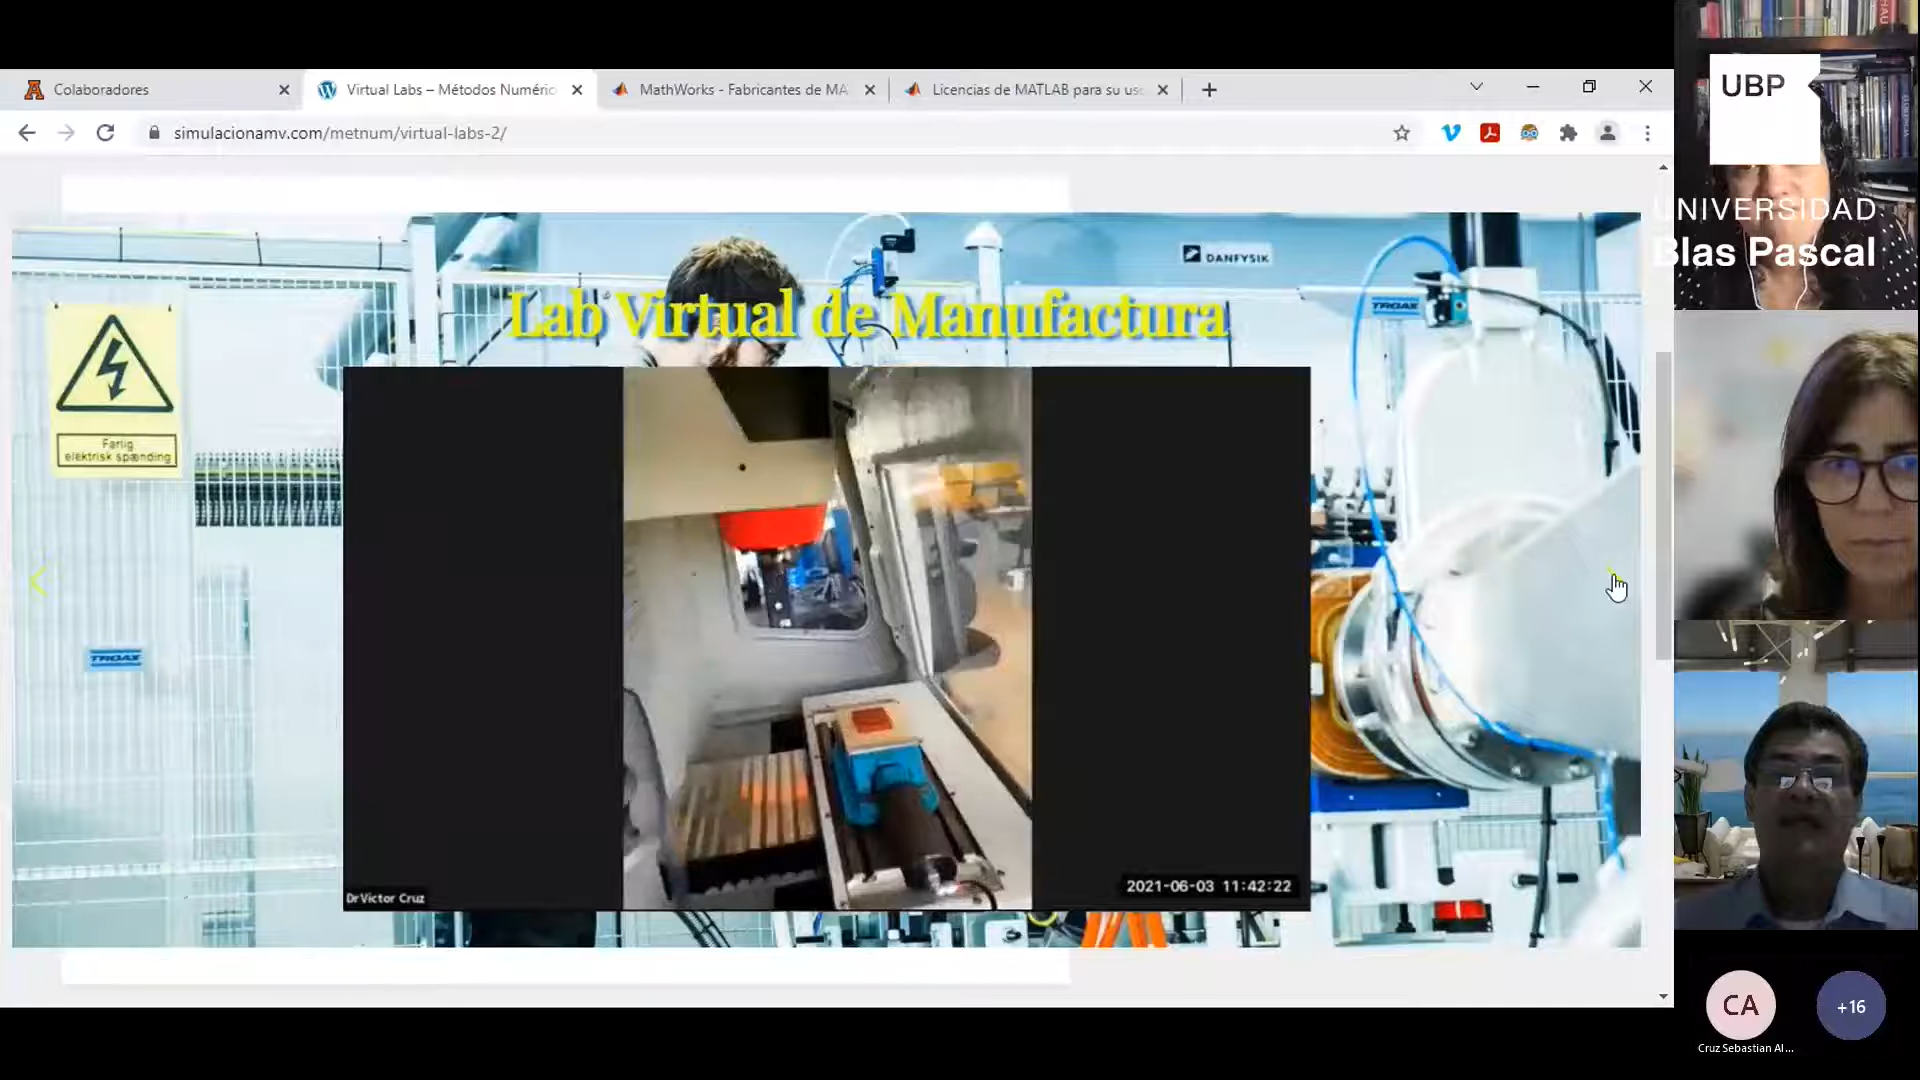 Colaboradores
Virtual Labs – Métodos Numéric
MathWorks - Fabricantes de MA
Licencias de MATLAB para su us
simulacionamv.com/metnum/virtual-labs-2/
UBP
UNIVERSIDAD
Blas Pascal
DANFYSIK
TROAX
Lab Virtual de Manufactura
Farlig
elektrisk spænding
TROAX
Dr Victor Cruz
2021-06-03 11:42:22
CA
+16
Cruz Sebastian Al...